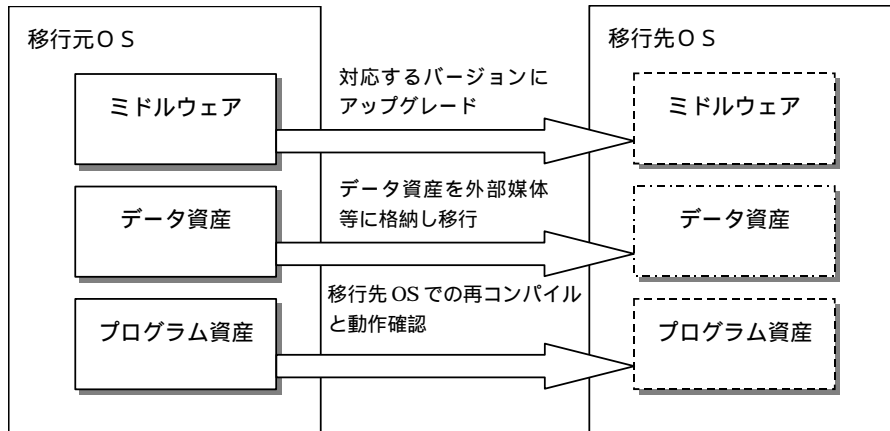 移行元ＯＳ
ミドルウェア
データ資産
プログラム資産
対応するバージョンに
アップグレード
データ資産を外部媒体
等に格納し移行
移行先 OS での再コンパイル
と動作確認
移行先ＯＳ
ミドルウェア
データ資産
プログラム資産